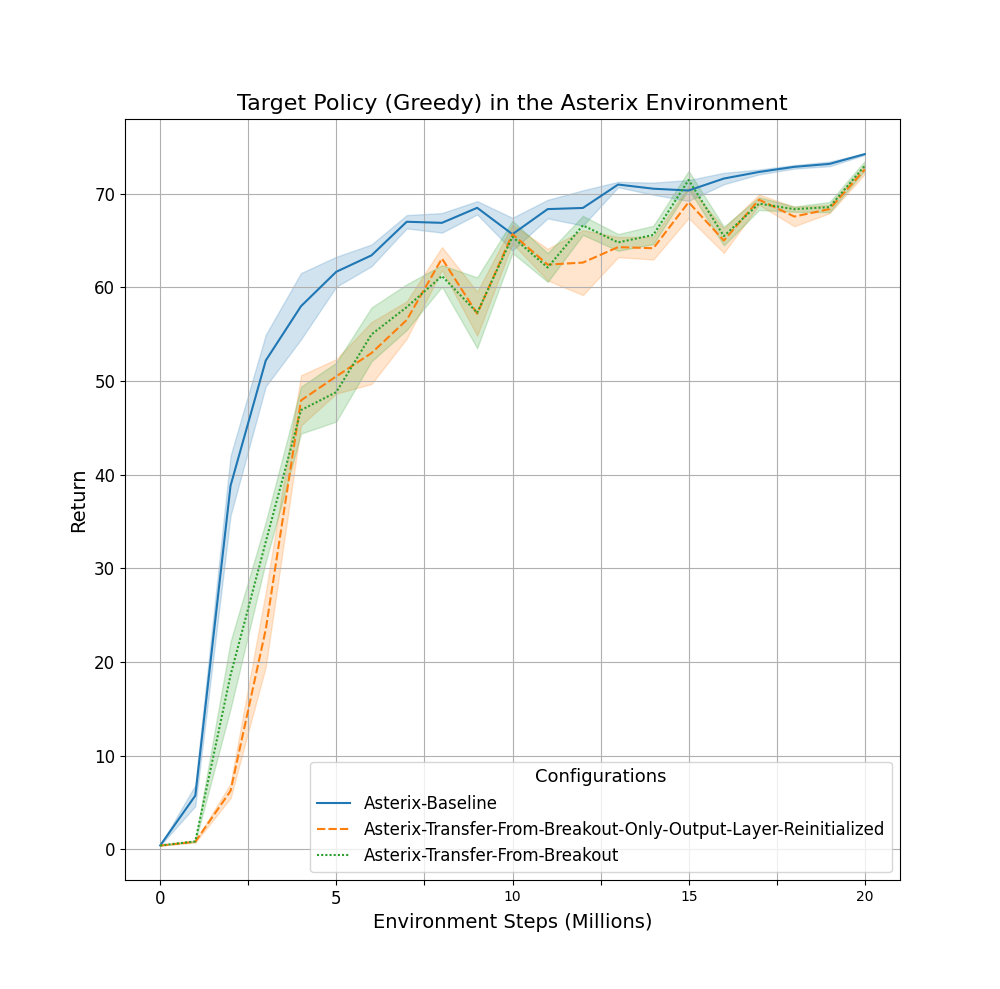 Target Policy (Greedy) in the Asterix Environment
70
60
50
40
30
20
10
0
Return
Configurations
Asterix-Baseline
Asterix-Transfer-From-Breakout-Only-Output-Layer-Reinitialized
Asterix-Transfer-From-Breakout
0 5 10 15 20
Environment Steps (Millions)